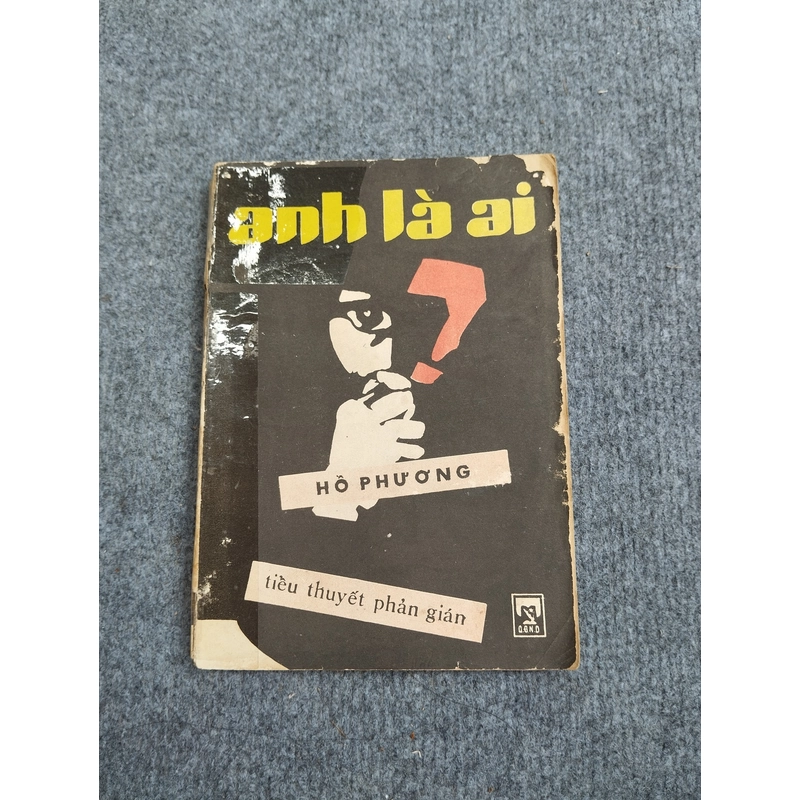 anh là ai
?
HỒ PHƯƠNG
tiểu thuyết phản gián
Q.Đ.N.D